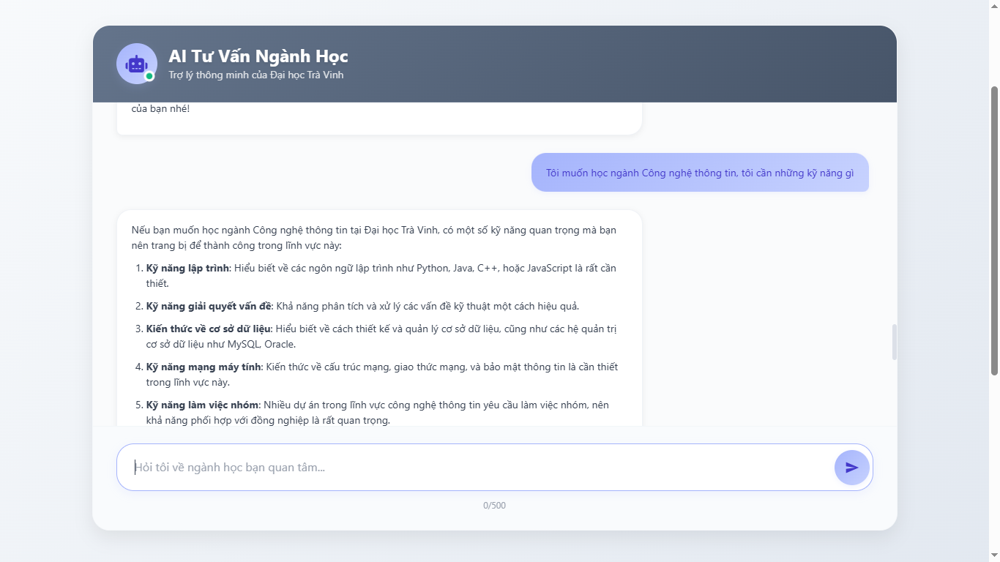 AI Tư Vấn Ngành Học
Trợ lý thông minh của Đại học Trà Vinh
của bạn nhé!
Tôi muốn học ngành Công nghệ thông tin, tôi cần những kỹ năng gì
Nếu bạn muốn học ngành Công nghệ thông tin tại Đại học Trà Vinh, có một số kỹ năng quan trọng mà bạn
nên trang bị để thành công trong lĩnh vực này:
1. Kỹ năng lập trình: Hiểu biết về các ngôn ngữ lập trình như Python, Java, C++, hoặc JavaScript là rất cần
thiết.
2. Kỹ năng giải quyết vấn đề: Khả năng phân tích và xử lý các vấn đề kỹ thuật một cách hiệu quả.
3. Kiến thức về cơ sở dữ liệu: Hiểu biết về cách thiết kế và quản lý cơ sở dữ liệu, cũng như các hệ quản trị
cơ sở dữ liệu như MySQL, Oracle.
4. Kỹ năng mạng máy tính: Kiến thức về cấu trúc mạng, giao thức mạng, và bảo mật thông tin là cần thiết
trong lĩnh vực này.
5. Kỹ năng làm việc nhóm: Nhiều dự án trong lĩnh vực công nghệ thông tin yêu cầu làm việc nhóm, nên
khả năng phối hợp với đồng nghiệp là rất quan trọng.
Hỏi tôi về ngành học bạn quan tâm...
0/500